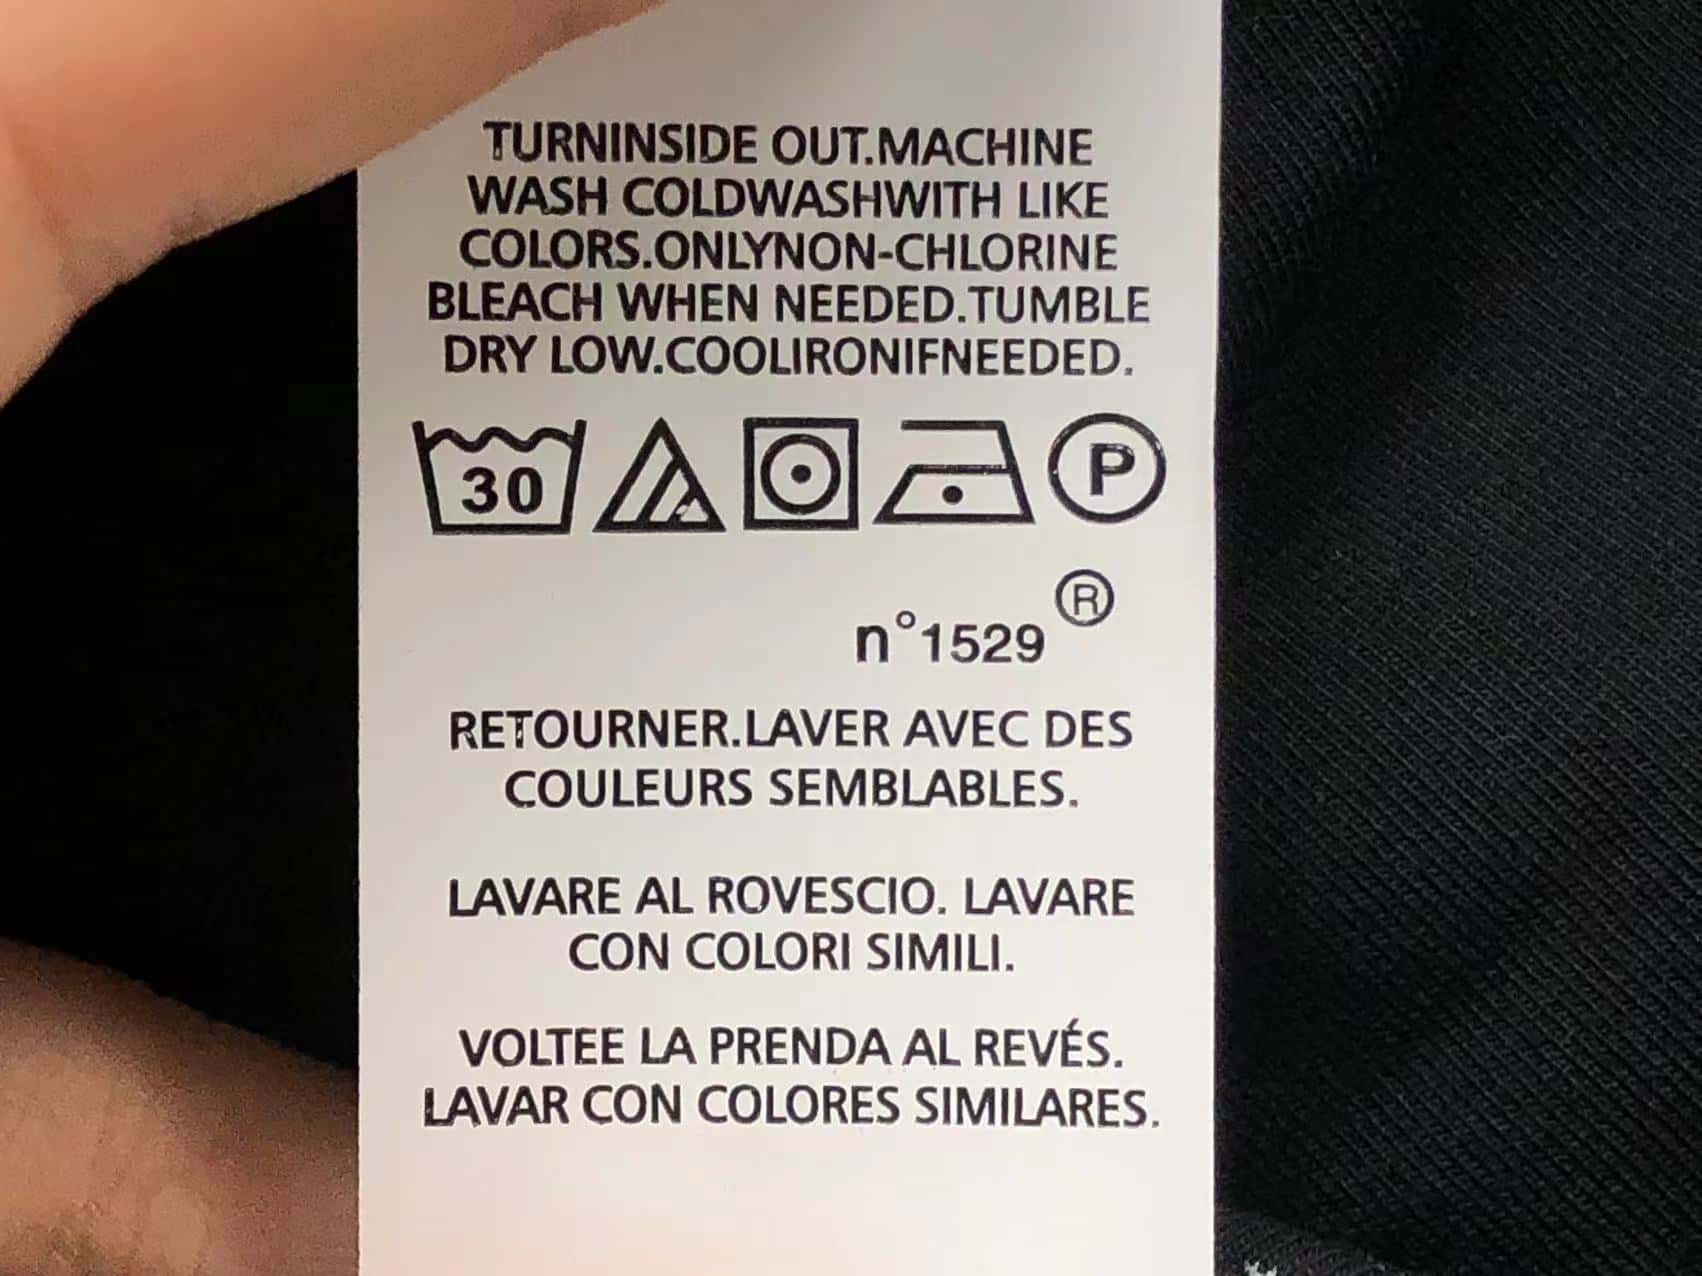 TURNINSIDE OUT.MACHINE
WASH COLDWASHWITH LIKE
COLORS.ONLYNON-CHLORINE
BLEACH WHEN NEEDED.TUMBLE
DRY LOW.COOLIRONIFNEEDED.
30 P
n°1529 ®
RETOURNER.LAVER AVEC DES
COULEURS SEMBLABLES.
LAVARE AL ROVESCIO. LAVARE
CON COLORI SIMILI.
VOLTEE LA PRENDA AL REVÉS.
LAVAR CON COLORES SIMILARES.